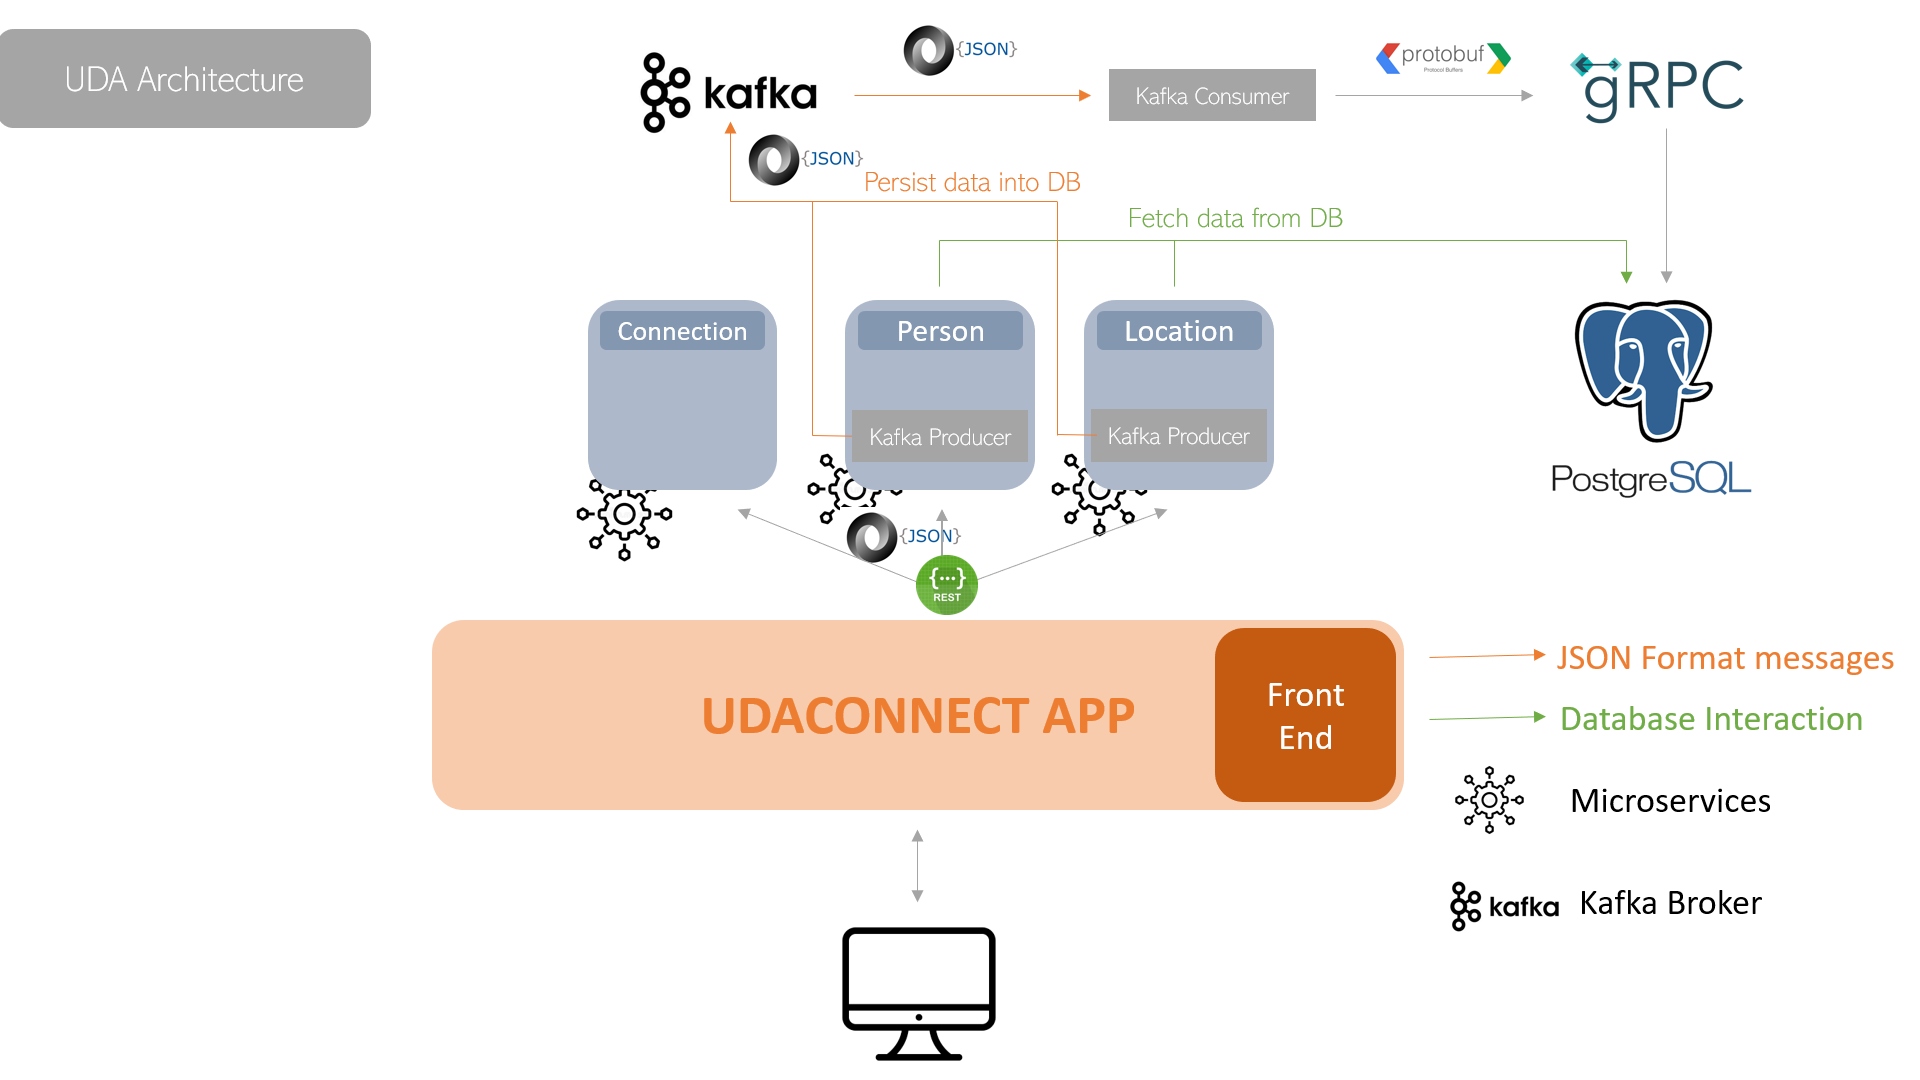 UDA Architecture
kafka
{JSON}
Kafka Consumer
protobuf
Protocol Buffers
gRPC
{JSON}
Persist data into DB
Fetch data from DB
Connection
Person
Location
Kafka Producer
Kafka Producer
PostgreSQL
{JSON}
{...}
REST
UDACONNECT APP
Front
End
JSON Format messages
Database Interaction
Microservices
kafka
Kafka Broker